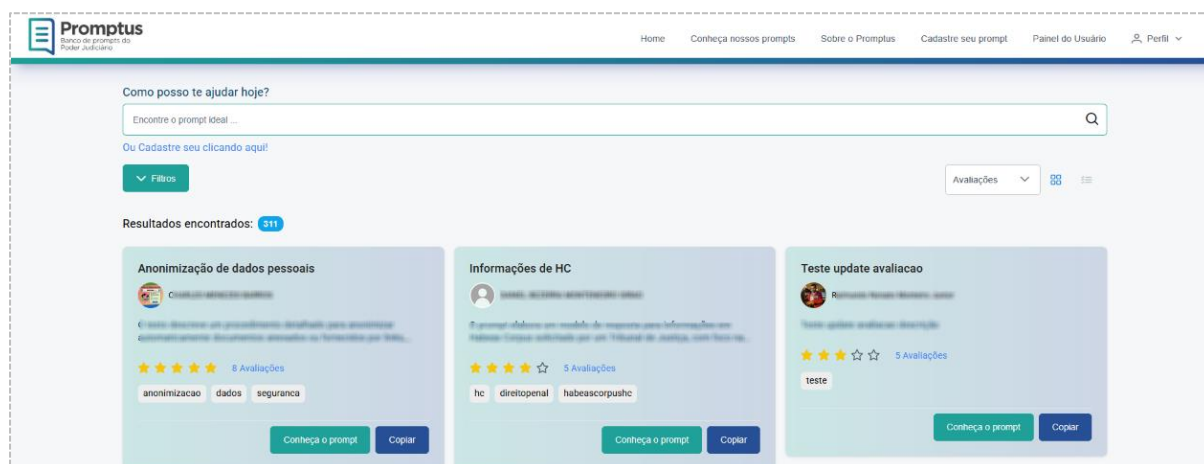 Promptus
Banco de prompts do
Poder Judiciário
Home Conheça nossos prompts Sobre o Promptus Cadastre seu prompt Painel do Usuário Perfil
Como posso te ajudar hoje?
Encontre o prompt ideal ...
Ou Cadastre seu clicando aqui!
Filtros
Avaliações
Resultados encontrados: 311
Anonimização de dados pessoais
8 Avaliações
anonimizacao dados seguranca
Conheça o prompt Copiar
Informações de HC
5 Avaliações
hc direitopenal habeascorpushc
Conheça o prompt Copiar
Teste update avaliacao
5 Avaliações
teste
Conheça o prompt Copiar